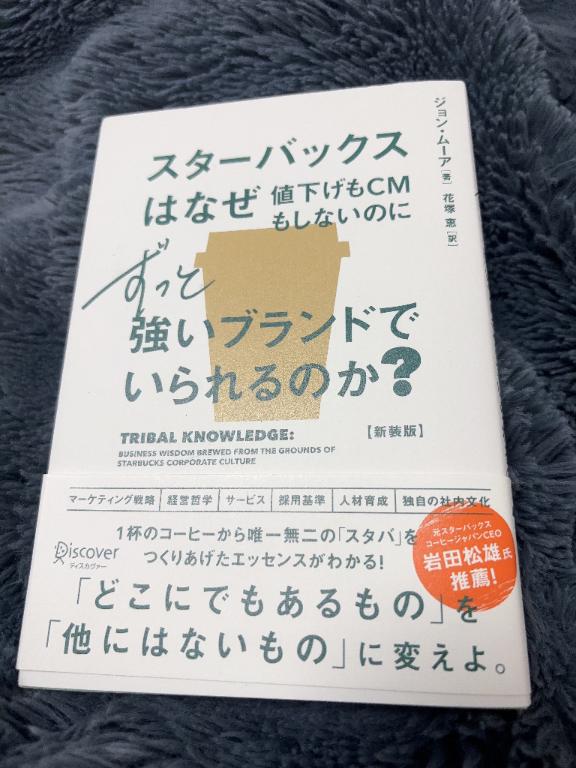 スターバックス
はなぜ 値下げもCM
もしないのに
ずっと
強いブランドで
いられるのか?
ジョン・ムーア[著] 花塚 恵[訳]
TRIBAL KNOWLEDGE:
BUSINESS WISDOM BREWED FROM THE GROUNDS OF
STARBUCKS CORPORATE CULTURE
【新装版】
マーケティング戦略 経営哲学 サービス 採用基準 人材育成 独自の社内文化
1杯のコーヒーから唯一無二の「スタバ」を
つくりあげたエッセンスがわかる!
Discover
ディスカヴァー
元スターバックス
コーヒージャパンCEO
岩田松雄氏
推薦!
「どこにでもあるもの」を
「他にはないもの」に変えよ。